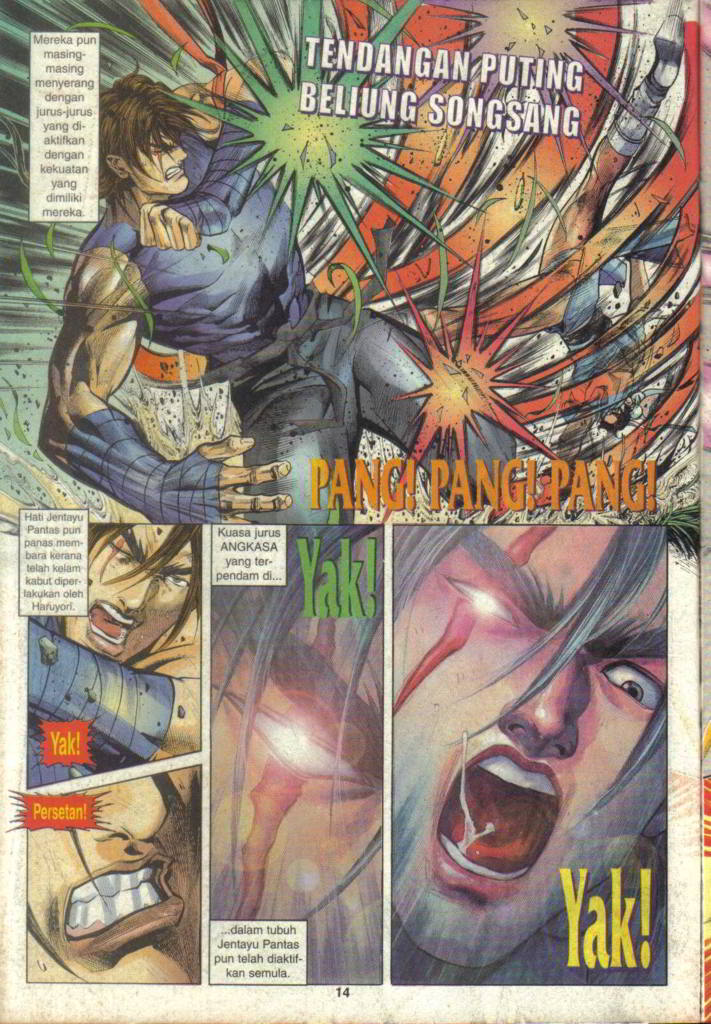 Mereka pun
masing-
masing
menyerang
dengan
jurus-jurus
yang di-
aktifkan
dengan
kekuatan
yang
dimiliki
mereka.
TENDANGAN PUTING
BELIUNG SONGSANG
PANG! PANG! PANG!
Hati Jentayu
Pantas pun
panas mem-
bara kerana
telah kelam
kabut diper-
lakukan oleh
Haruyori.
Yak!
Persetan!
Kuasa jurus
ANGKASA
yang ter-
pendam di...
Yak!
...dalam tubuh
Jentayu Pantas
pun telah diaktif-
kan semula.
Yak!
14